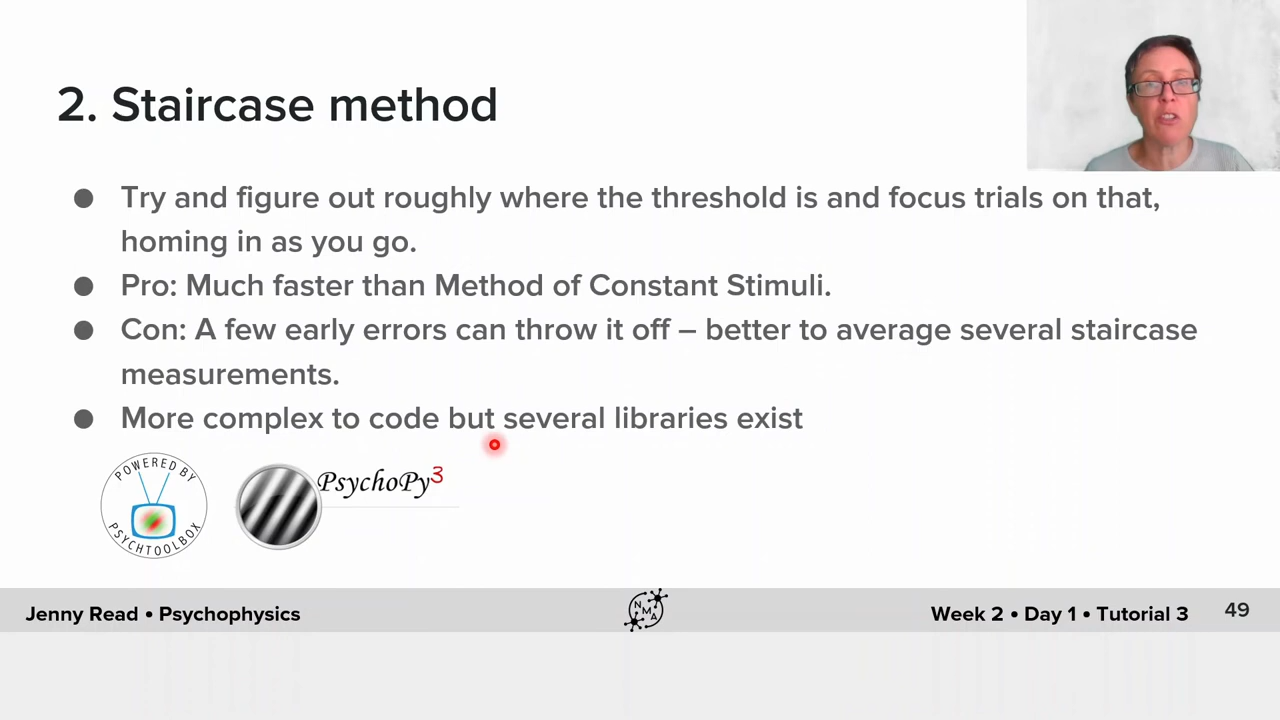 2. Staircase method
● Try and figure out roughly where the threshold is and focus trials on that,
homing in as you go.
● Pro: Much faster than Method of Constant Stimuli.
● Con: A few early errors can throw it off – better to average several staircase
measurements.
● More complex to code but several libraries exist
POWERED BY
PSYCHTOOLBOX
PsychoPy3
Jenny Read • Psychophysics
NMA
Week 2 • Day 1 • Tutorial 3
49